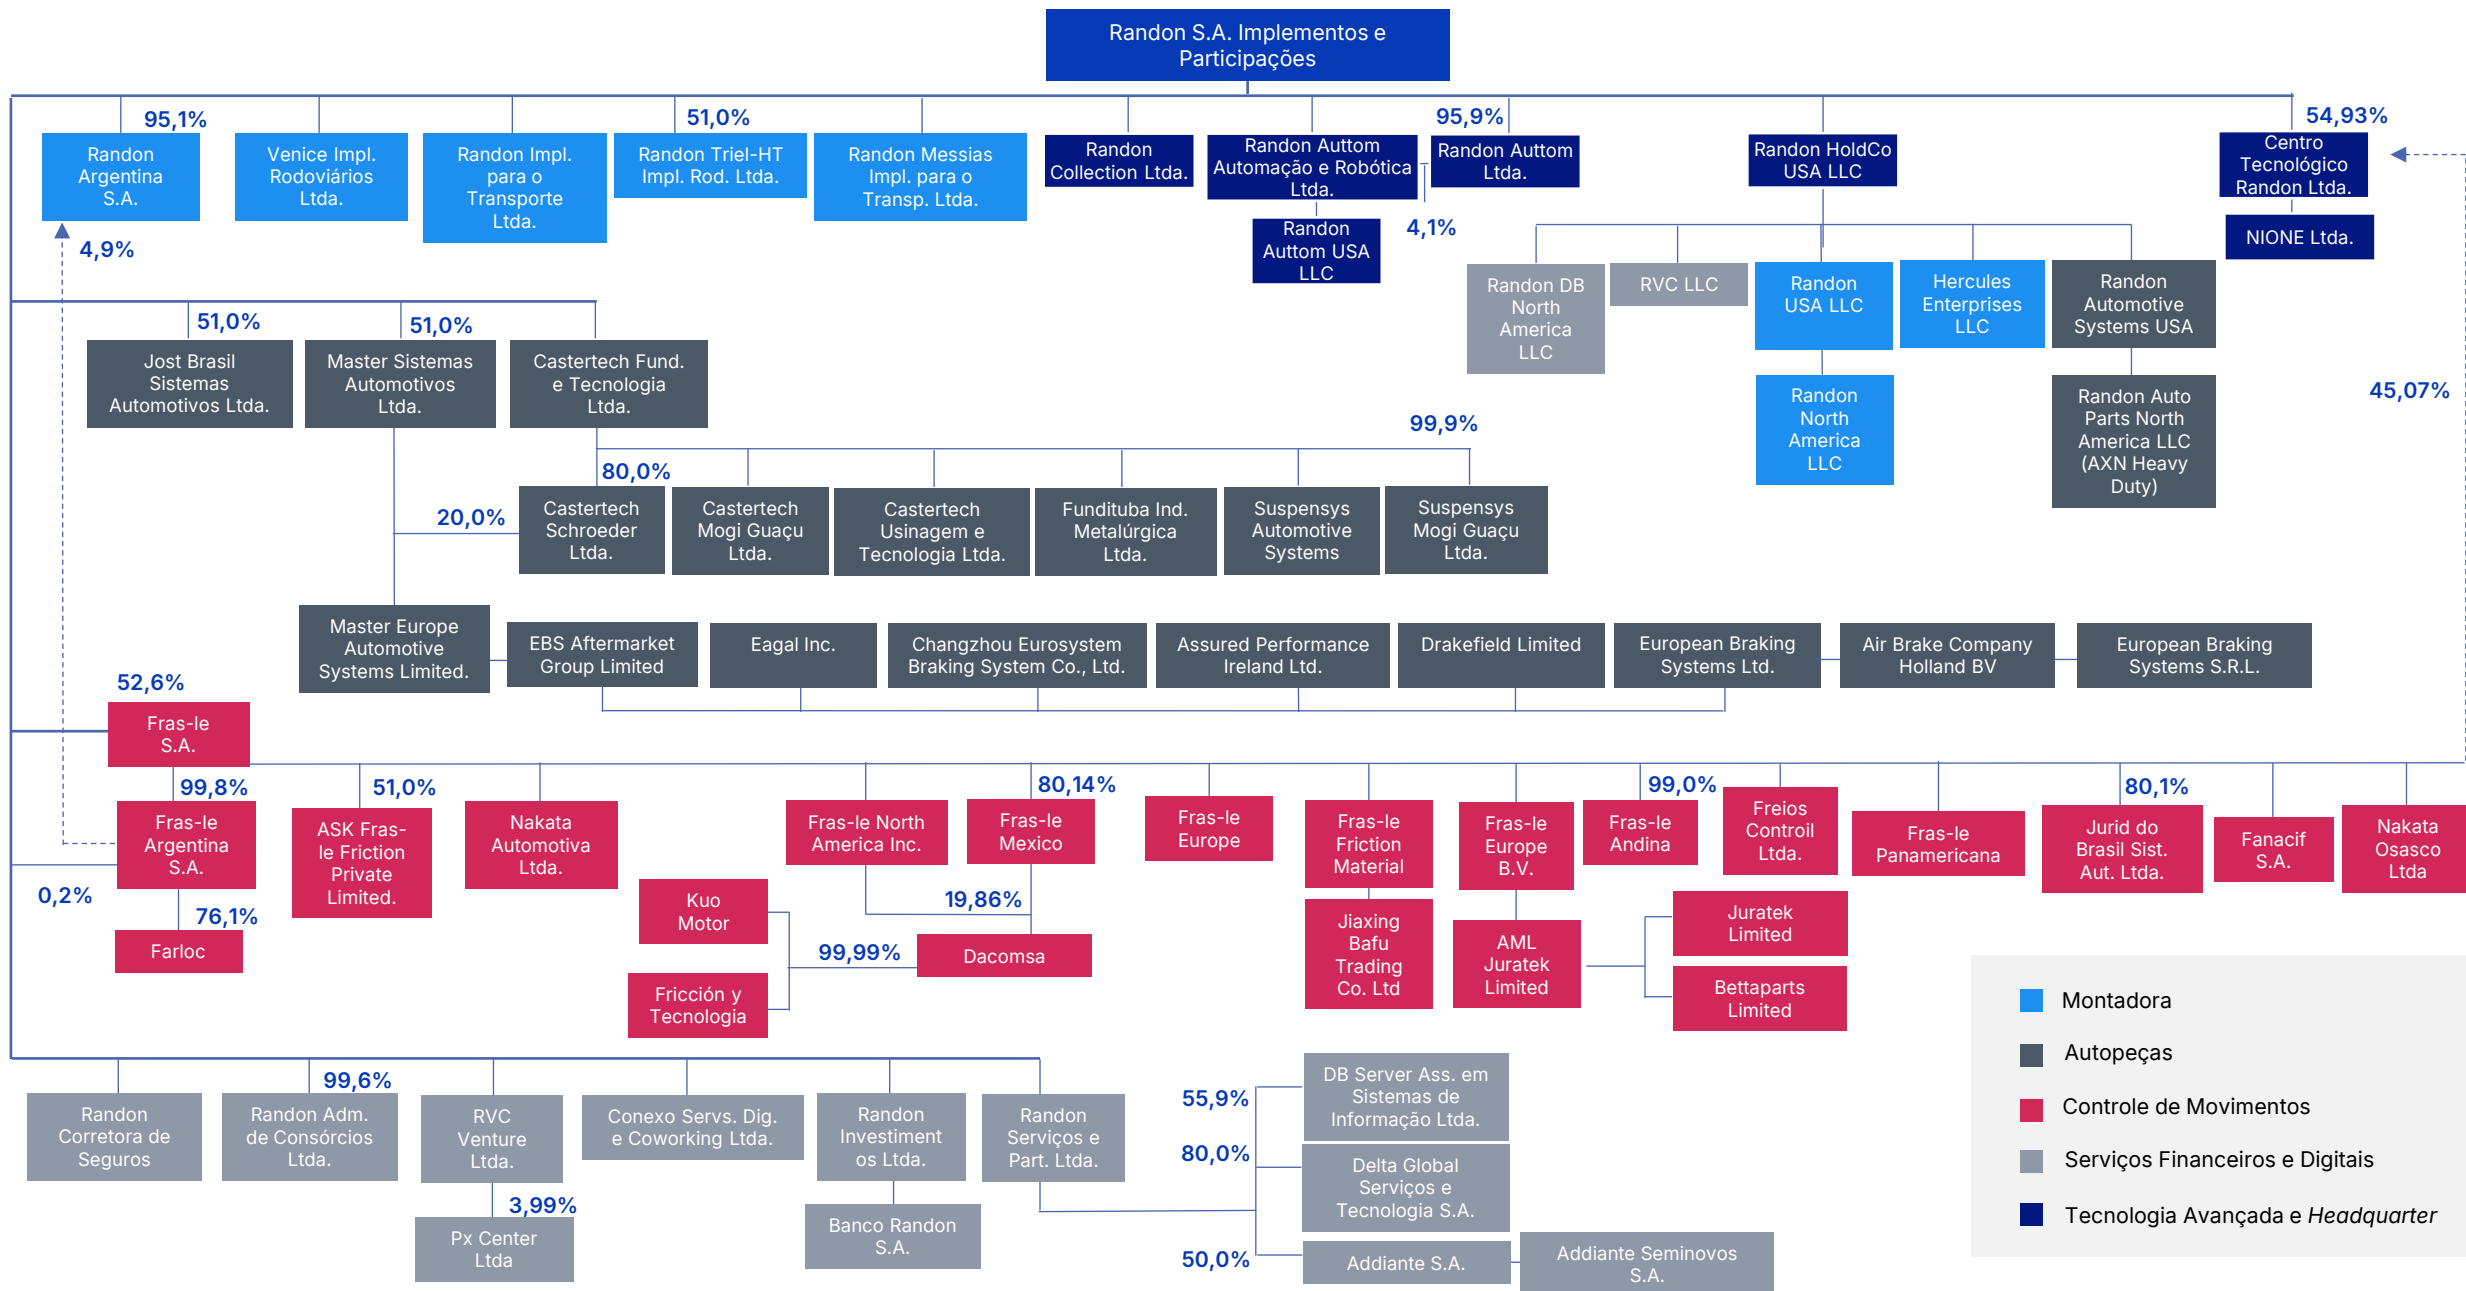 Randon S.A. Implementos e
Participações
95,1%
51,0%
95,9%
54,93%
Randon
Argentina
S.A.
Venice Impl.
Rodoviários
Ltda.
Randon Impl.
para o
Transporte
Ltda.
Randon Triel-HT
Impl. Rod. Ltda.
Randon Messias
Impl. para o
Transp. Ltda.
Randon
Collection Ltda.
Randon Auttom
Automação e Robótica
Ltda.
Randon Auttom
Ltda.
Randon HoldCo
USA LLC
Centro
Tecnológico
Randon Ltda.
4,9%
Randon
Auttom USA
LLC
4,1%
NIONE Ltda.
Randon DB
North
America
LLC
RVC LLC
Randon
USA LLC
Hercules
Enterprises
LLC
Randon
Automotive
Systems USA
51,0%
51,0%
Jost Brasil
Sistemas
Automotivos Ltda.
Master Sistemas
Automotivos
Ltda.
Castertech Fund.
e Tecnologia
Ltda.
Randon
North
America
LLC
Randon Auto
Parts North
America LLC
(AXN Heavy
Duty)
45,07%
99,9%
80,0%
20,0%
Castertech
Schroeder
Ltda.
Castertech
Mogi Guaçu
Ltda.
Castertech
Usinagem e
Tecnologia Ltda.
Fundituba Ind.
Metalúrgica
Ltda.
Suspensys
Automotive
Systems
Suspensys
Mogi Guaçu
Ltda.
Master Europe
Automotive
Systems Limited.
EBS Aftermarket
Group Limited
Eagal Inc.
Changzhou Eurosystem
Braking System Co., Ltd.
Assured Performance
Ireland Ltd.
Drakefield Limited
European Braking
Systems Ltd.
Air Brake Company
Holland BV
European Braking
Systems S.R.L.
52,6%
Fras-le
S.A.
99,8%
51,0%
80,14%
99,0%
80,1%
Fras-le
Argentina
S.A.
ASK Fras-
le Friction
Private
Limited.
Nakata
Automotiva
Ltda.
Fras-le North
America Inc.
Fras-le
Mexico
Fras-le
Europe
Fras-le
Friction
Material
Fras-le
Europe
B.V.
Fras-le
Andina
Freios
Controil
Ltda.
Fras-le
Panamericana
Jurid do
Brasil Sist.
Aut. Ltda.
Fanacif
S.A.
Nakata
Osasco
Ltda
0,2%
76,1%
Farloc
Kuo
Motor
19,86%
99,99%
Dacomsa
Fricción y
Tecnologia
Jiaxing
Bafu
Trading
Co. Ltd
AML
Juratek
Limited
Juratek
Limited
Bettaparts
Limited
Montadora
Autopeças
Controle de Movimentos
Serviços Financeiros e Digitais
Tecnologia Avançada e Headquarter
99,6%
Randon
Corretora de
Seguros
Randon Adm.
de Consórcios
Ltda.
RVC
Venture
Ltda.
Conexo Servs. Dig.
e Coworking Ltda.
Randon
Investiment
os Ltda.
Randon
Serviços e
Part. Ltda.
55,9%
DB Server Ass. em
Sistemas de
Informação Ltda.
80,0%
Delta Global
Serviços e
Tecnologia S.A.
3,99%
Px Center
Ltda
Banco Randon
S.A.
50,0%
Addiante S.A.
Addiante Seminovos
S.A.